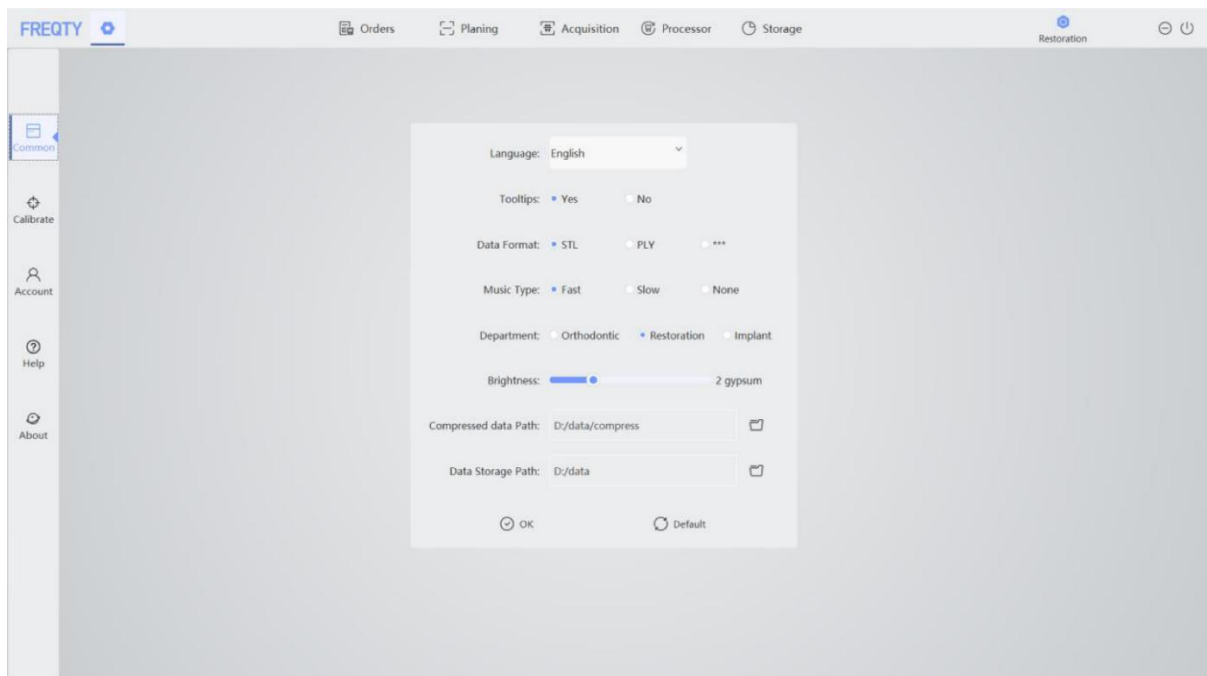 FREQTY Orders Planing Acquisition Processor Storage Restoration
Common
Calibrate
Account
Help
About
Language: English
Tooltips: Yes No
Data Format: STL PLY ***
Music Type: Fast Slow None
Department: Orthodontic Restoration Implant
Brightness: 2 gypsum
Compressed data Path: D:/data/compress
Data Storage Path: D:/data
OK Default